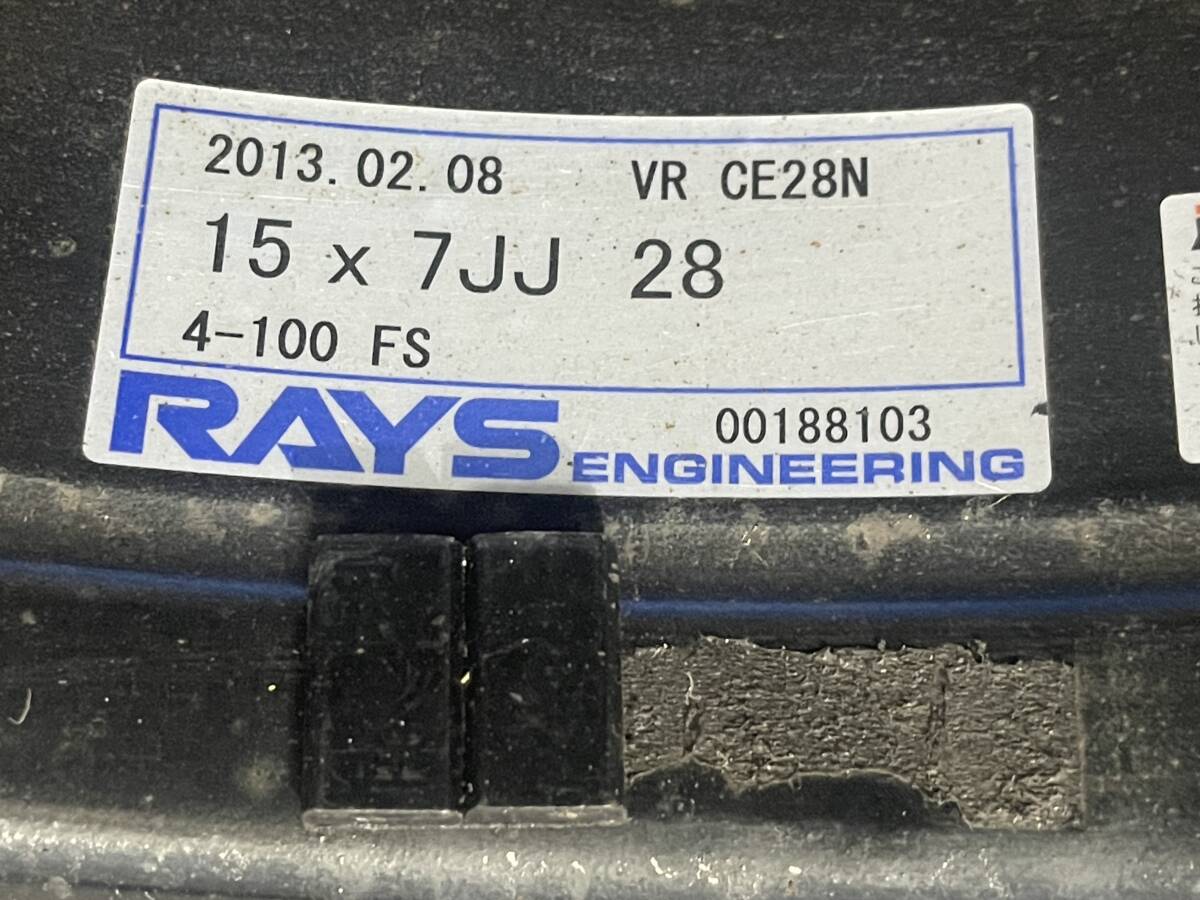 2013.02.08 VR CE28N
15 x 7JJ 28
4-100 FS
00188103
RAYS ENGINEERING